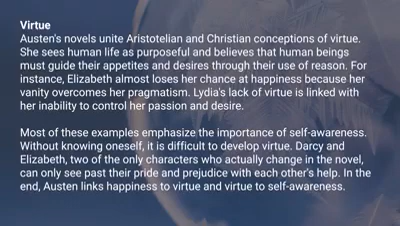 Virtue
Austen's novels unite Aristotelian and Christian conceptions of virtue.
She sees human life as purposeful and believes that human beings
must guide their appetites and desires through their use of reason. For
instance, Elizabeth almost loses her chance at happiness because her
vanity overcomes her pragmatism. Lydia's lack of virtue is linked with
her inability to control her passion and desire.
Most of these examples emphasize the importance of self-awareness.
Without knowing oneself, it is difficult to develop virtue. Darcy and
Elizabeth, two of the only characters who actually change in the novel,
can only see past their pride and prejudice with each other's help. In the
end, Austen links happiness to virtue and virtue to self-awareness.